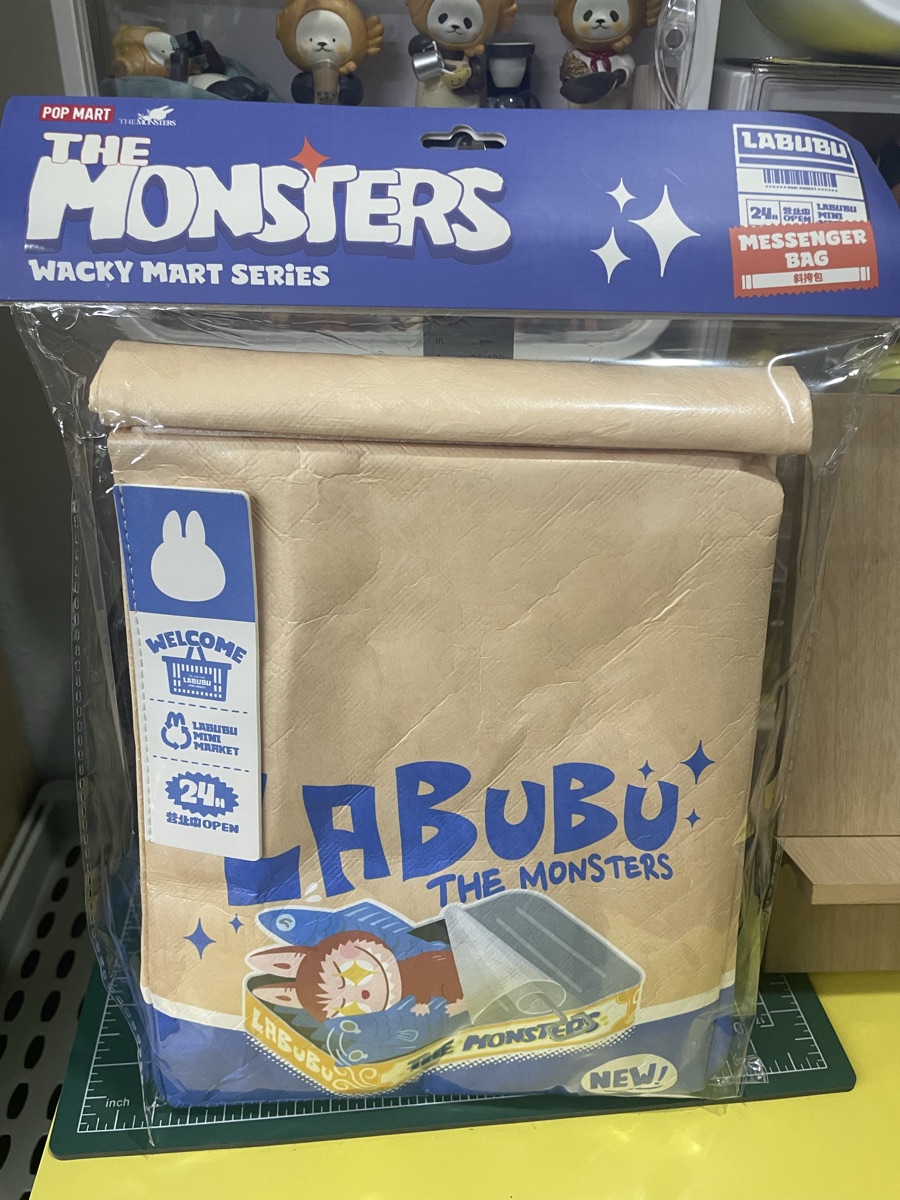 POP MART
THE MONSTERS
THE
MONSTERS
WACKY MART SERIES
LABUBU
24H
营业中
OPEN
LABUBU
MINI
MESSENGER
BAG
斜挎包
in
mm
WELCOME
LABUBU
LABUBU
MINI
MARKET
24H
营业中OPEN
LABUBU
THE MONSTERS
LABUBU
THE MONSTERS
NEW!
inch